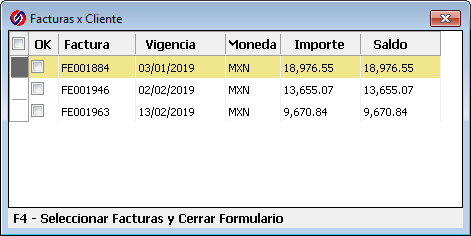 Facturas x Cliente
OK Factura Vigencia Moneda Importe Saldo
FE001884 03/01/2019 MXN 18,976.55 18,976.55
FE001946 02/02/2019 MXN 13,655.07 13,655.07
FE001963 13/02/2019 MXN 9,670.84 9,670.84
F4 - Seleccionar Facturas y Cerrar Formulario